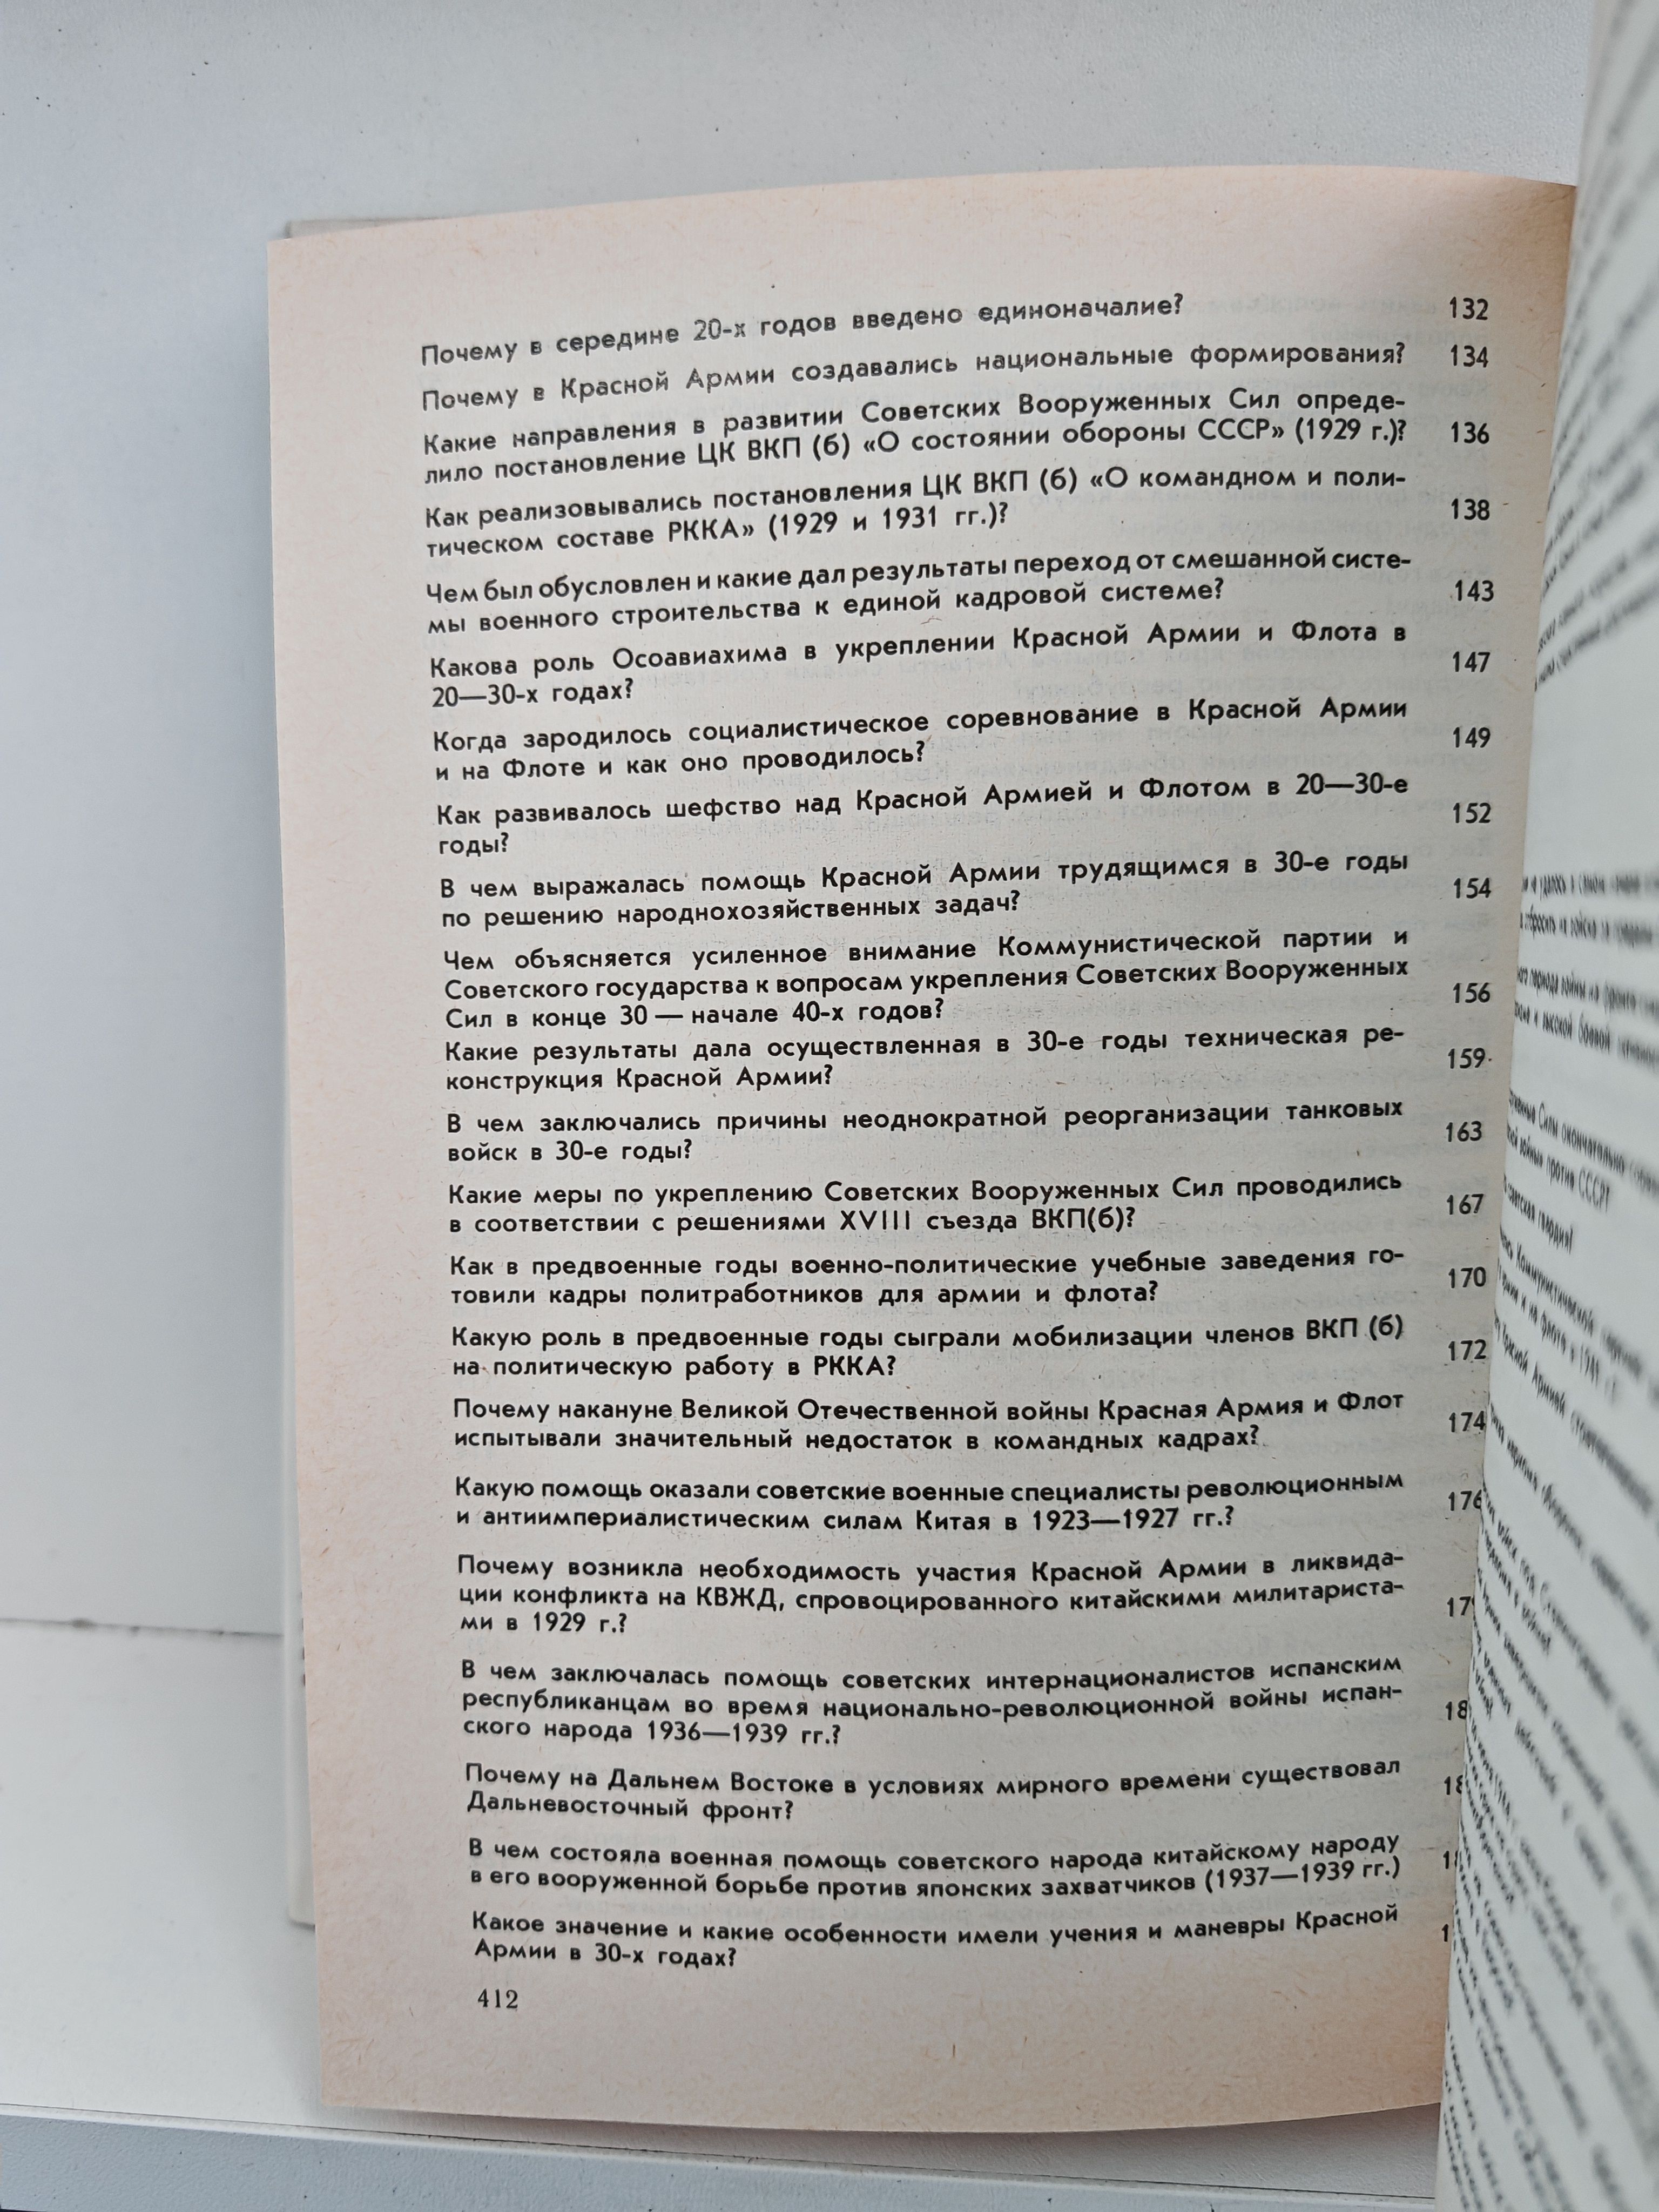 Почему в середине 20-х годов введено единоначалие? 132
Почему в Красной Армии создавались национальные формирования? 134
Какие направления в развитии Советских Вооруженных Сил опреде-
лило постановление ЦК ВКП (б) «О состоянии обороны СССР» (1929 г.)? 136
Как реализовывались постановления ЦК ВКП (б) «О командном и поли-
тическом составе РККА» (1929 и 1931 гг.)? 138
Чем был обусловлен и какие дал результаты переход от смешанной систе-
мы военного строительства к единой кадровой системе? 143
Какова роль Осоавиахима в укреплении Красной Армии и Флота в
20—30-х годах? 147
Когда зародилось социалистическое соревнование в Красной Армии
и на Флоте и как оно проводилось? 149
Как развивалось шефство над Красной Армией и Флотом в 20—30-е
годы? 152
В чем выражалась помощь Красной Армии трудящимся в 30-е годы
по решению народнохозяйственных задач? 154
Чем объясняется усиленное внимание Коммунистической партии и
Советского государства к вопросам укрепления Советских Вооруженных
Сил в конце 30 — начале 40-х годов? 156
Какие результаты дала осуществленная в 30-е годы техническая ре-
конструкция Красной Армии? 159
В чем заключались причины неоднократной реорганизации танковых
войск в 30-е годы? 163
Какие меры по укреплению Советских Вооруженных Сил проводились
в соответствии с решениями XVIII съезда ВКП(б)? 167
Как в предвоенные годы военно-политические учебные заведения го-
товили кадры политработников для армии и флота? 170
Какую роль в предвоенные годы сыграли мобилизации членов ВКП (б)
на политическую работу в РККА? 172
Почему накануне Великой Отечественной войны Красная Армия и Флот
испытывали значительный недостаток в командных кадрах? 174
Какую помощь оказали советские военные специалисты революционным
и антиимпериалистическим силам Китая в 1923—1927 гг.? 176
Почему возникла необходимость участия Красной Армии в ликвида-
ции конфликта на КВЖД, спровоцированного китайскими милитариста-
ми в 1929 г.?
В чем заключалась помощь советских интернационалистов испанским
республиканцам во время национально-революционной войны испан-
ского народа 1936—1939 гг.?
Почему на Дальнем Востоке в условиях мирного времени существовал
Дальневосточный фронт?
В чем состояла военная помощь советского народа китайскому народу
в его вооруженной борьбе против японских захватчиков (1937—1939 гг.)
Какое значение и какие особенности имели учения и маневры Красной
Армии в 30-х годах?
412